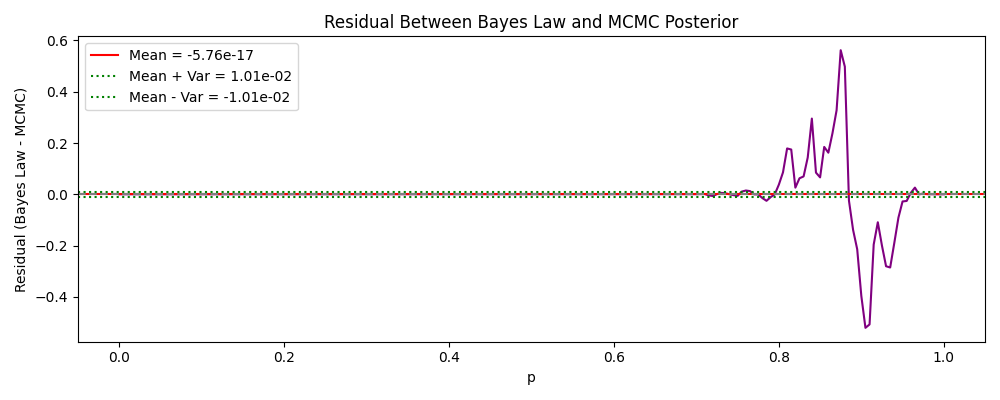 Residual Between Bayes Law and MCMC Posterior
Mean = -5.76e-17
Mean + Var = 1.01e-02
Mean - Var = -1.01e-02
Residual (Bayes Law - MCMC)
0.6
0.4
0.2
0.0
−0.2
−0.4
0.0 0.2 0.4 0.6 0.8 1.0
p